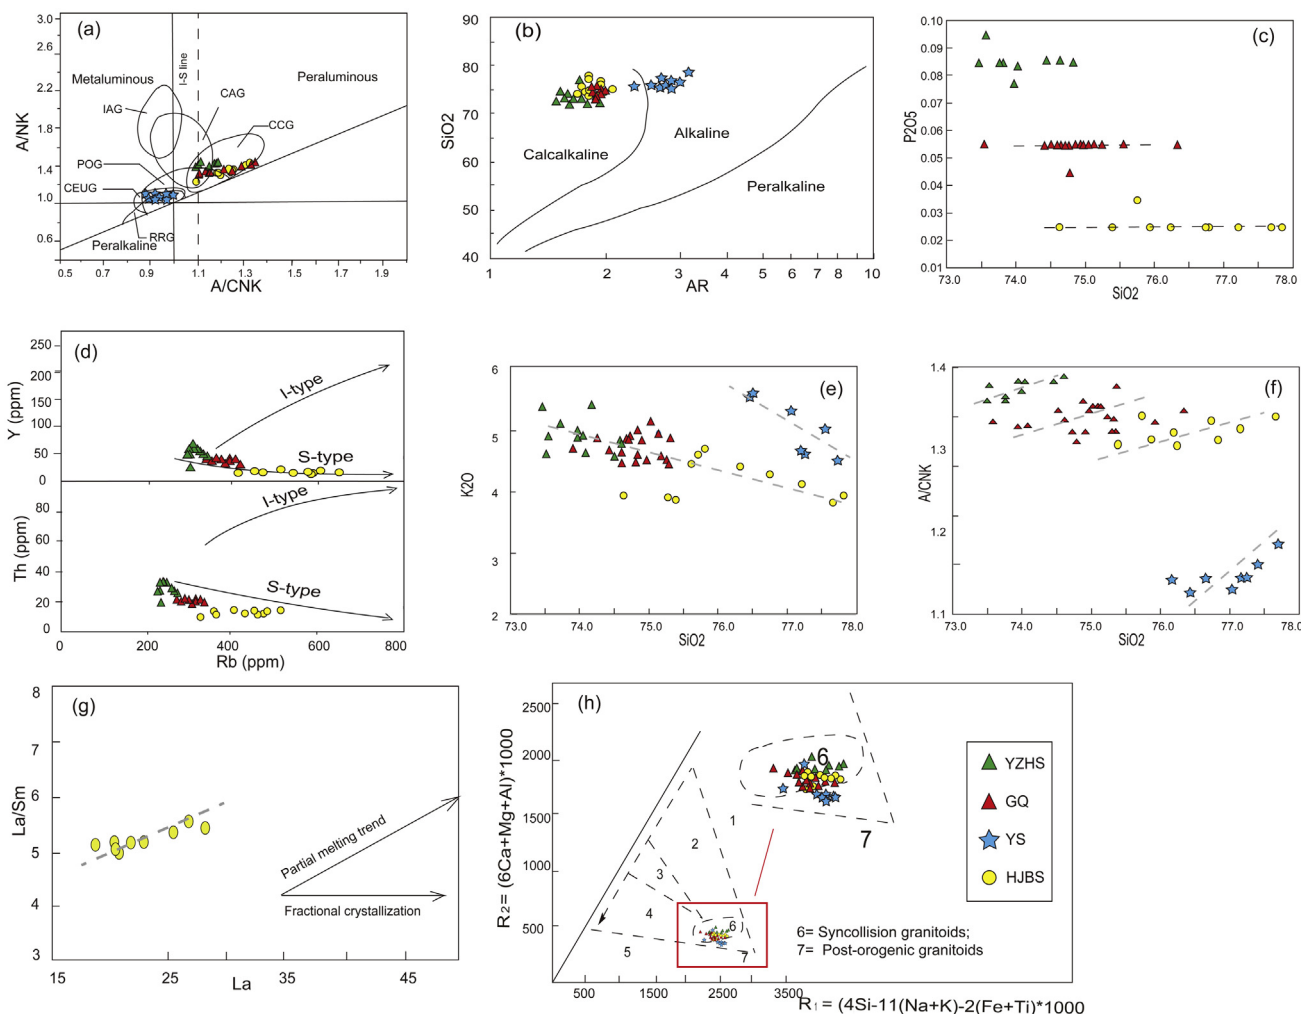 (a)
3.0
2.6
2.2
1.8
1.4
1.0
0.6
A/NK
0.5 0.7 0.9 1.1 1.3 1.5 1.7 1.9
A/CNK
Metaluminous
Peraluminous
I-S line
IAG
CAG
CCG
POG
CEUG
RRG
Peralkaline
(b)
90
80
70
60
50
40
SiO2
1 2 3 4 5 6 7 8 10
AR
Calcalkaline
Alkaline
Peralkaline
(c)
0.10
0.09
0.08
0.06
0.05
0.04
0.03
0.02
0.01
P2O5
73.0 74.0 75.0 76.0 77.0 78.0
SiO2
(d)
250
200
150
100
50
0
Y (ppm)
I-type
S-type
80
60
40
20
0
Th (ppm)
I-type
S-type
0 200 400 600 800
Rb (ppm)
(e)
6
5
4
3
2
K2O
73.0 74.0 75.0 76.0 77.0 78.0
SiO2
(f)
1.4
1.3
1.2
1.1
A/CNK
73.0 74.0 75.0 76.0 77.0 78.0
SiO2
(g)
8
7
6
5
4
3
La/Sm
15 25 35 45
La
Partial melting trend
Fractional crystallization
(h)
2500
2000
1500
1000
500
R2= (6Ca+Mg+Al)*1000
500 1500 2500 3500
R1 = (4Si-11(Na+K)-2(Fe+Ti)*1000
1
2
3
4
5
6
7
6
7
YZHS
GQ
YS
HJBS
6= Syncollision granitoids;
7= Post-orogenic granitoids